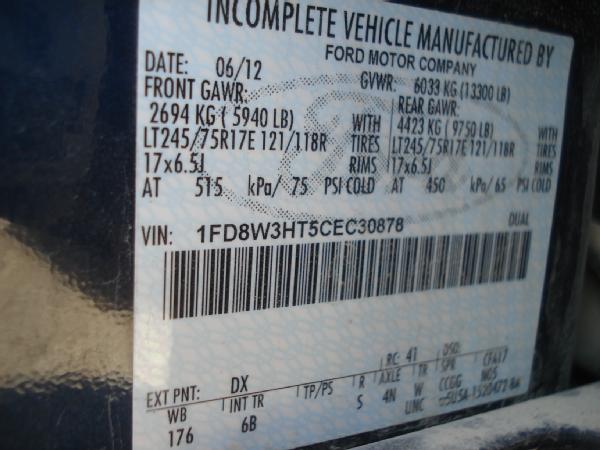 INCOMPLETE VEHICLE MANUFACTURED BY
FORD MOTOR COMPANY
DATE: 06/12 GVWR: 6033 KG (13300 LB)
FRONT GAWR: REAR GAWR:
2694 KG (5940 LB) WITH 4423 KG (9750 LB) WITH
LT245/75R17E 121/118R TIRES LT245/75R17E 121/118R TIRES
17x6.5J RIMS 17x6.5J RIMS
AT 515 kPa/ 75 PSI COLD AT 450 kPa/ 65 PSI COLD
VIN: 1FD8W3HT5CEC30878 DUAL
RC: 41 DSO:
EXT PNT: DX R AXLE TR SPR CFA17
WB INT TR TP/PS S 4N W CCGG N05
176 6B UNC